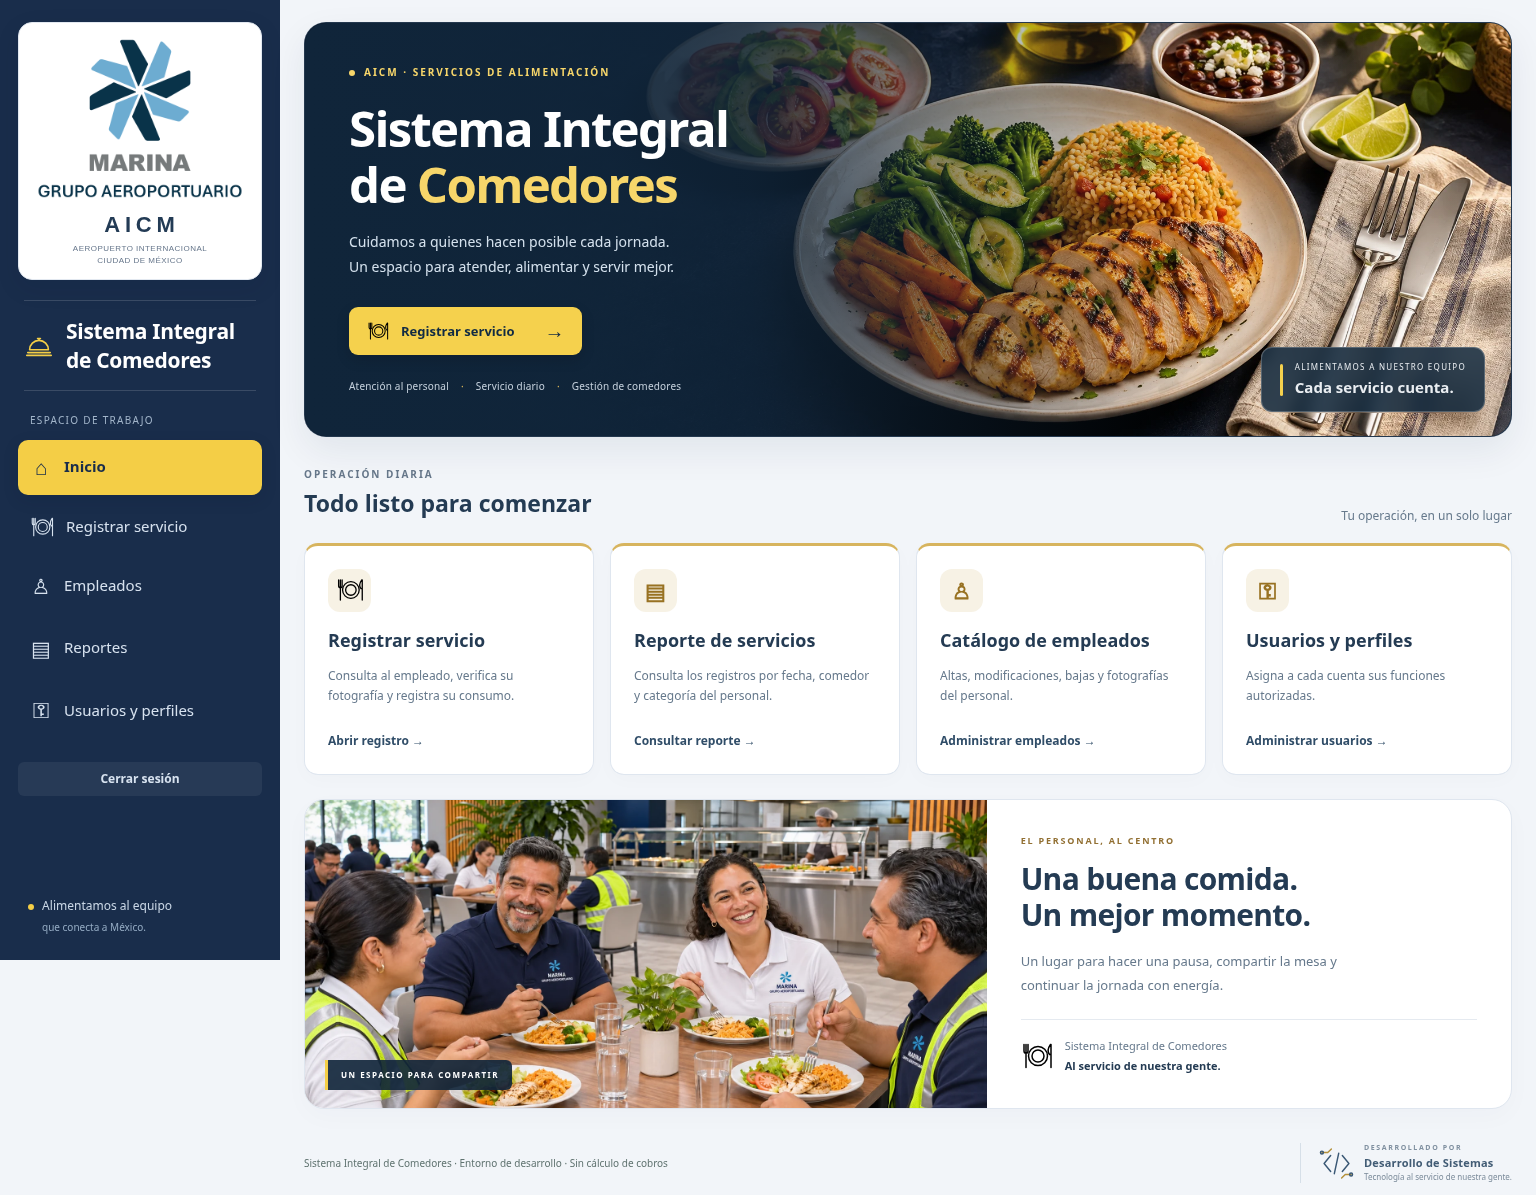 MARINA
GRUPO AEROPORTUARIO
AICM
AEROPUERTO INTERNACIONAL
CIUDAD DE MÉXICO
Sistema Integral
de Comedores
ESPACIO DE TRABAJO
Inicio
Registrar servicio
Empleados
Reportes
Usuarios y perfiles
Cerrar sesión
Alimentamos al equipo
que conecta a México.
AICM · SERVICIOS DE ALIMENTACIÓN
Sistema Integral
de Comedores
Cuidamos a quienes hacen posible cada jornada.
Un espacio para atender, alimentar y servir mejor.
Registrar servicio →
Atención al personal · Servicio diario · Gestión de comedores
ALIMENTAMOS A NUESTRO EQUIPO
Cada servicio cuenta.
OPERACIÓN DIARIA
Todo listo para comenzar
Tu operación, en un solo lugar
Registrar servicio
Consulta al empleado, verifica su
fotografía y registra su consumo.
Abrir registro →
Reporte de servicios
Consulta los registros por fecha, comedor
y categoría del personal.
Consultar reporte →
Catálogo de empleados
Altas, modificaciones, bajas y fotografías
del personal.
Administrar empleados →
Usuarios y perfiles
Asigna a cada cuenta sus funciones
autorizadas.
Administrar usuarios →
MARINA
GRUPO AEROPORTUARIO
MARINA
GRUPO AEROPORTUARIO
MARINA
UN ESPACIO PARA COMPARTIR
EL PERSONAL, AL CENTRO
Una buena comida.
Un mejor momento.
Un lugar para hacer una pausa, compartir la mesa y
continuar la jornada con energía.
Sistema Integral de Comedores
Al servicio de nuestra gente.
Sistema Integral de Comedores · Entorno de desarrollo · Sin cálculo de cobros
DESARROLLADO POR
Desarrollo de Sistemas
Tecnología al servicio de nuestra gente.